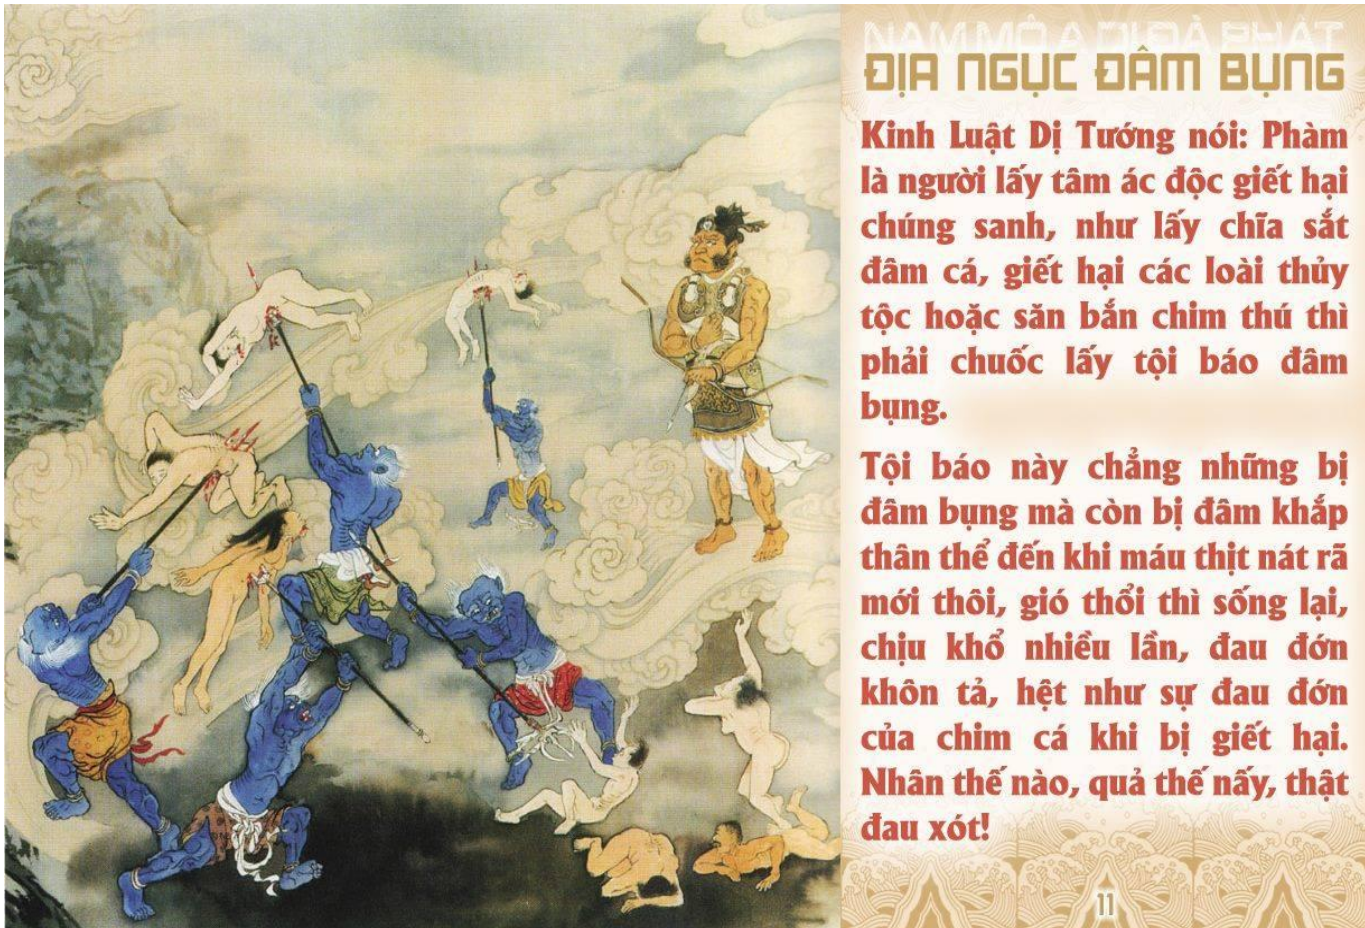 NAM MÔ A DI ĐÀ PHẬT
ĐỊA NGỤC ĐÂM BỤNG
Kinh Luật Dị Tướng nói: Phàm
là người lấy tâm ác độc giết hại
chúng sanh, như lấy chĩa sắt
đâm cá, giết hại các loài thủy
tộc hoặc săn bắn chim thú thì
phải chuốc lấy tội báo đâm
bụng.
Tội báo này chẳng những bị
đâm bụng mà còn bị đâm khắp
thân thể đến khi máu thịt nát rã
mới thôi, gió thổi thì sống lại,
chịu khổ nhiều lần, đau đớn
khôn tả, hệt như sự đau đớn
của chim cá khi bị giết hại.
Nhân thế nào, quả thế nấy, thật
đau xót!
11